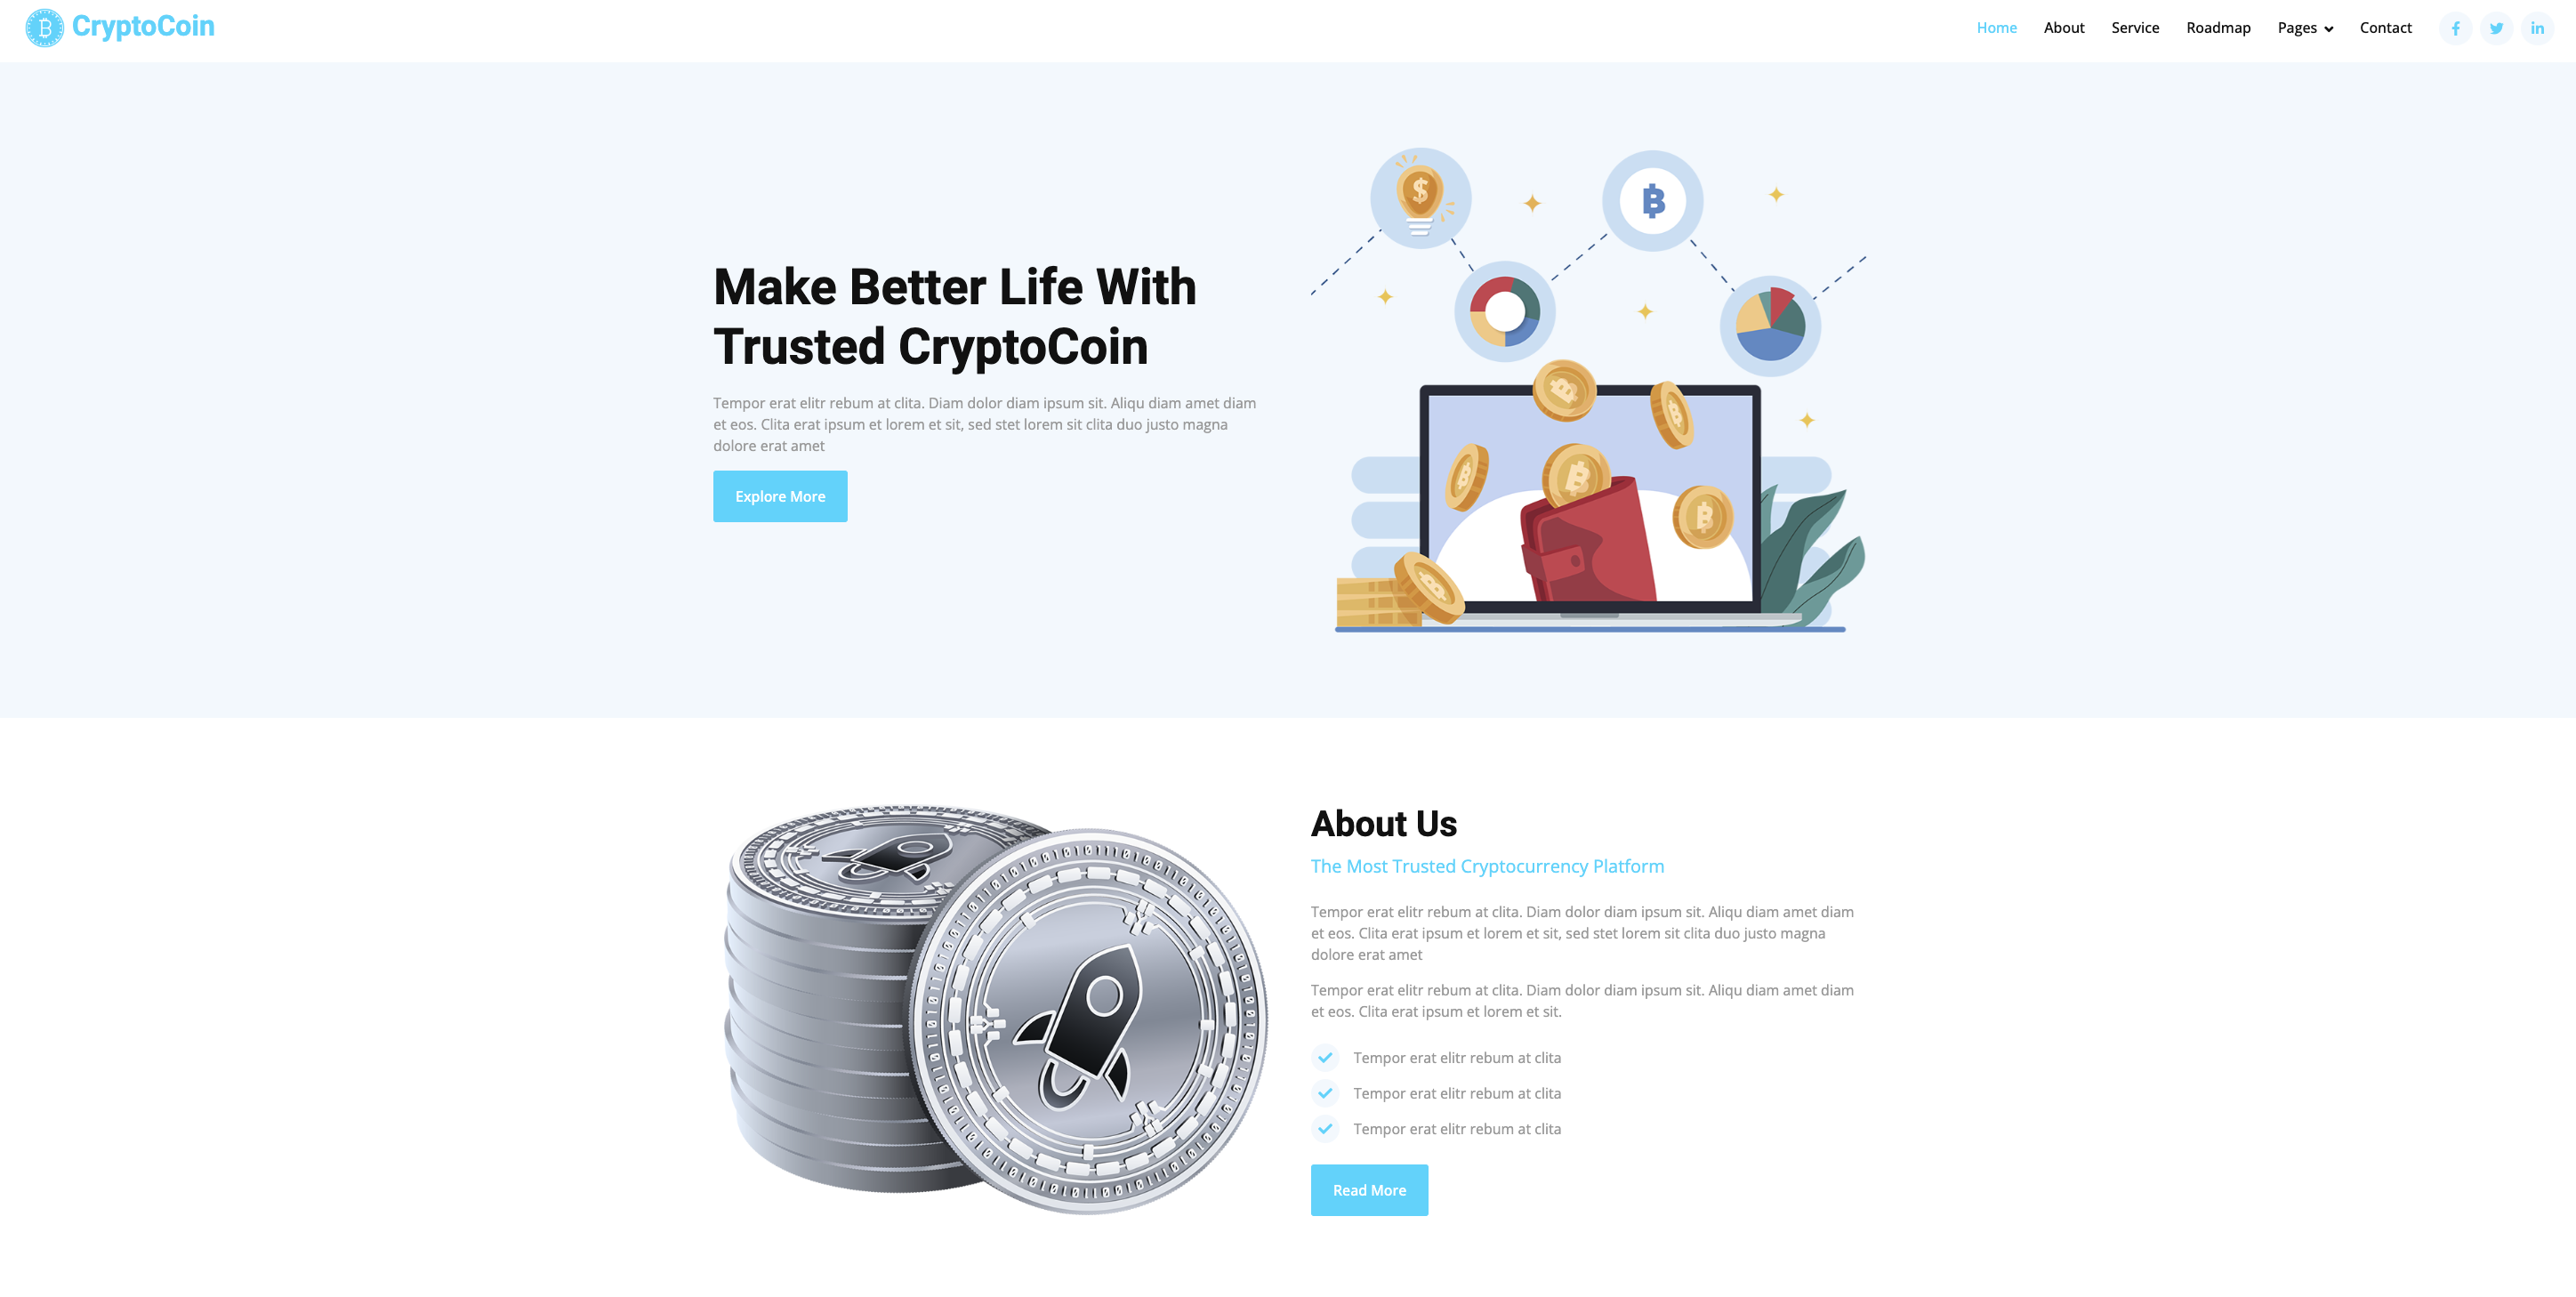 CryptoCoin
Home About Service Roadmap Pages Contact
Make Better Life With
Trusted CryptoCoin
Tempor erat elitr rebum at clita. Diam dolor diam ipsum sit. Aliqu diam amet diam
et eos. Clita erat ipsum et lorem et sit, sed stet lorem sit clita duo justo magna
dolore erat amet
Explore More
About Us
The Most Trusted Cryptocurrency Platform
Tempor erat elitr rebum at clita. Diam dolor diam ipsum sit. Aliqu diam amet diam
et eos. Clita erat ipsum et lorem et sit, sed stet lorem sit clita duo justo magna
dolore erat amet
Tempor erat elitr rebum at clita. Diam dolor diam ipsum sit. Aliqu diam amet diam
et eos. Clita erat ipsum et lorem et sit.
Tempor erat elitr rebum at clita
Tempor erat elitr rebum at clita
Tempor erat elitr rebum at clita
Read More